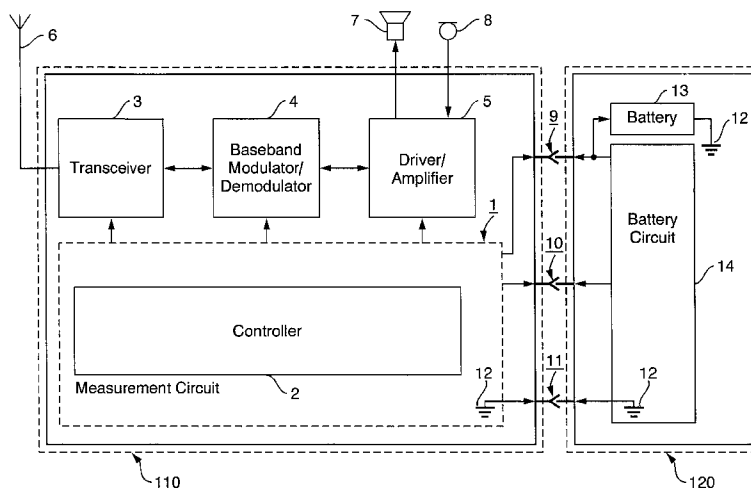 7
8
6
3
4
5
9
13
12
Transceiver
Baseband
Modulator/
Demodulator
Driver/
Amplifier
Battery
1
Battery
Circuit
10
14
Controller
11
12
12
Measurement Circuit
2
110
120